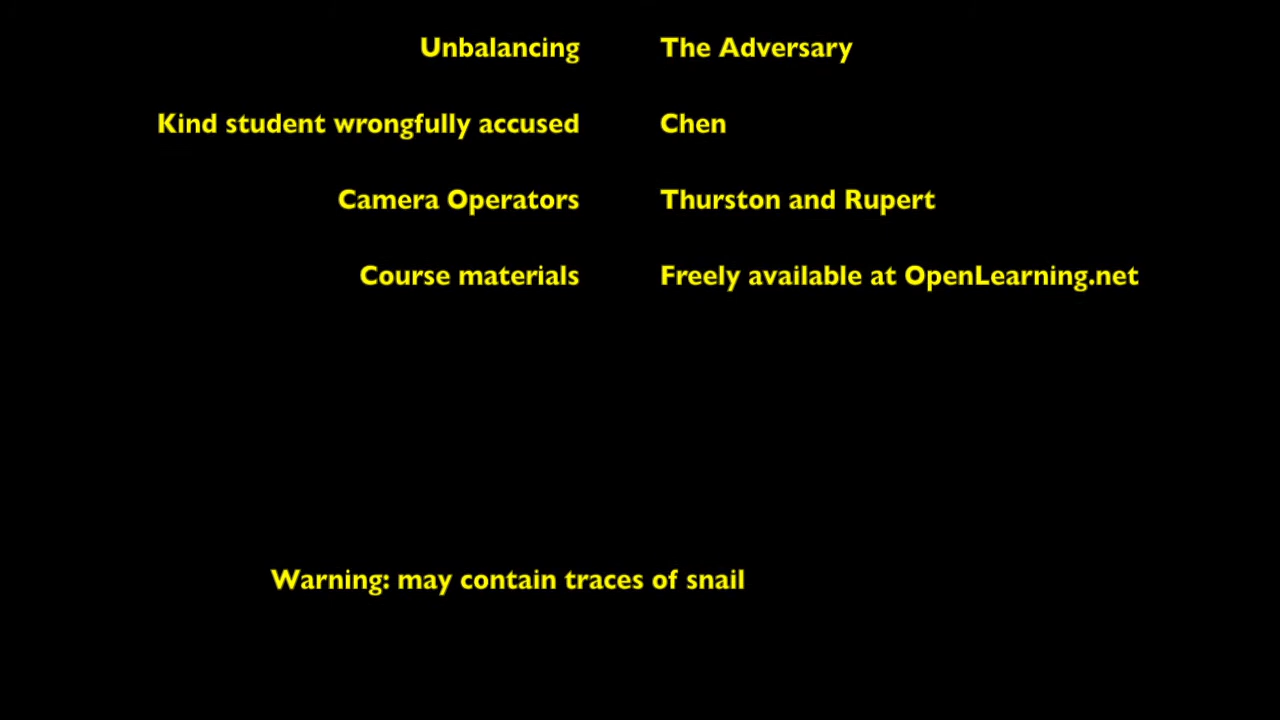 Unbalancing The Adversary
Kind student wrongfully accused Chen
Camera Operators Thurston and Rupert
Course materials Freely available at OpenLearning.net
Warning: may contain traces of snail